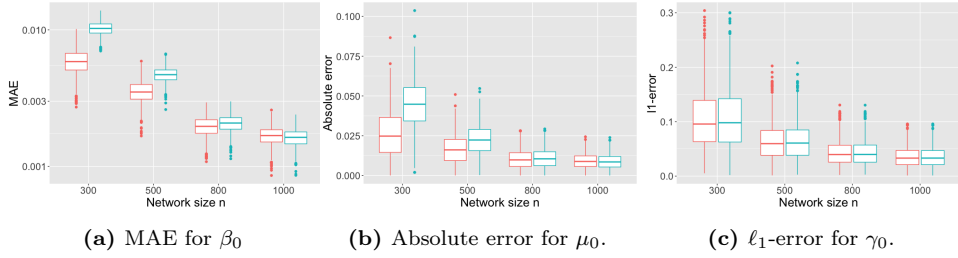 0.010
0.003
0.001
MAE
300 500 800 1000
Network size n
(a) MAE for β₀
0.100
0.075
0.050
0.025
0.000
Absolute error
300 500 800 1000
Network size n
(b) Absolute error for μ₀.
0.3
0.2
0.1
0.0
l1-error
300 500 800 1000
Network size n
(c) ℓ₁-error for γ₀.